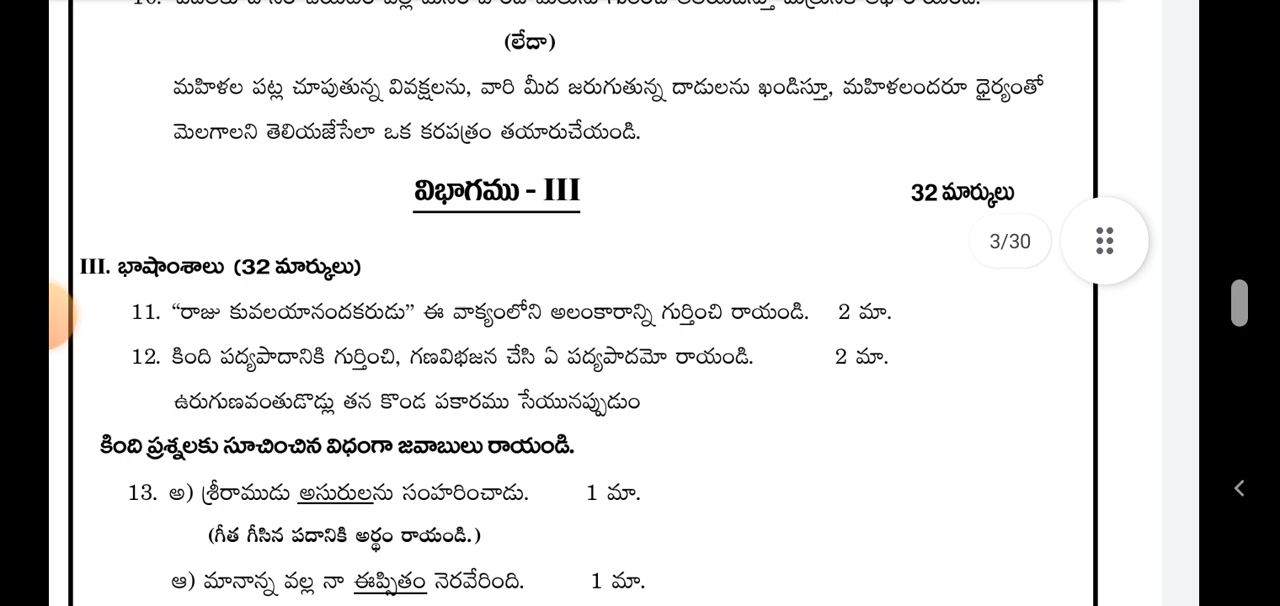 (లేదా)
మహిళల పట్ల చూపుతున్న వివక్షలను, వారి మీద జరుగుతున్న దాడులను ఖండిస్తూ, మహిళలందరూ ధైర్యంతో
మెలగాలని తెలియజేసేలా ఒక కరపత్రం తయారుచేయండి.
విభాగము - III 32 మార్కులు
3/30
III. భాషాంశాలు (32 మార్కులు)
11. “రాజు కువలయానందకరుడు” ఈ వాక్యంలోని అలంకారాన్ని గుర్తించి రాయండి. 2 మా.
12. కింది పద్యపాదానికి గుర్తించి, గణవిభజన చేసి ఏ పద్యపాదమో రాయండి. 2 మా.
ఉరుగుణవంతుడొడ్లు తన కొండ పకారము సేయునప్పుడుం
కింది ప్రశ్నలకు సూచించిన విధంగా జవాబులు రాయండి.
13. అ) శ్రీరాముడు అసురులను సంహరించాడు. 1 మా.
(గీత గీసిన పదానికి అర్థం రాయండి.)
ఆ) మానాన్న వల్ల నా ఈప్సితం నెరవేరింది. 1 మా.